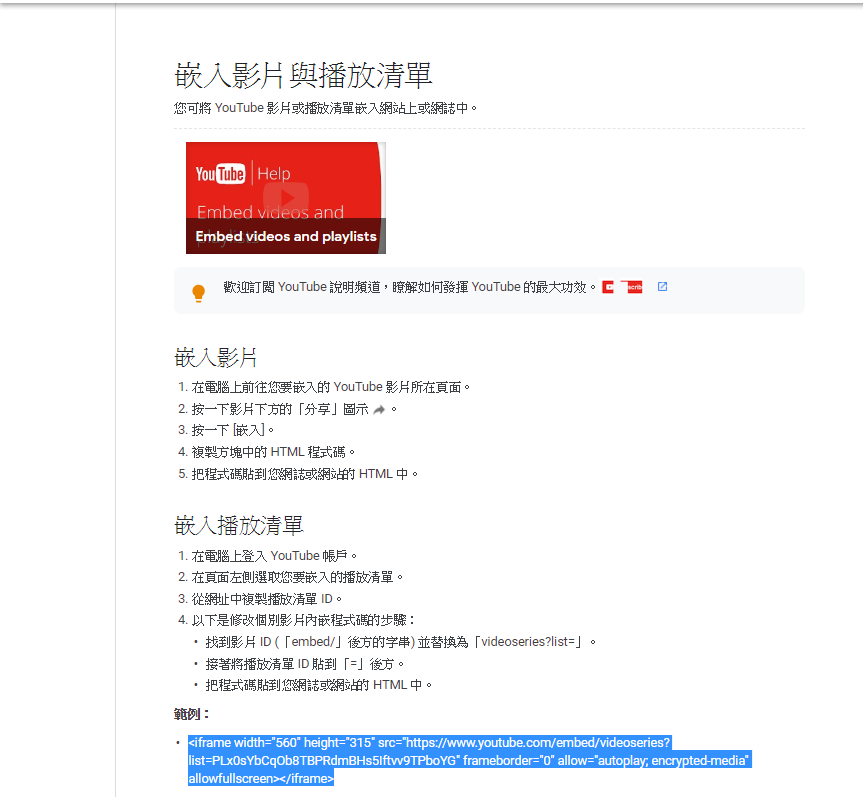 嵌入影片與播放清單
您可將 YouTube 影片或播放清單嵌入網站上或網誌中。
YouTube Help
Embed videos and
Embed videos and playlists
歡迎訂閱 YouTube 說明頻道，瞭解如何發揮 YouTube 的最大功效。
嵌入影片
1. 在電腦上前往您要嵌入的 YouTube 影片所在頁面。
2. 按一下影片下方的「分享」圖示 。
3. 按一下 [嵌入]。
4. 複製方塊中的 HTML 程式碼。
5. 把程式碼貼到您網誌或網站的 HTML 中。
嵌入播放清單
1. 在電腦上登入 YouTube 帳戶。
2. 在頁面左側選取您要嵌入的播放清單。
3. 從網址中複製播放清單 ID。
4. 以下是修改個別影片內嵌程式碼的步驟：
• 找到影片 ID (「embed/」後方的字串) 並替換為「videoseries?list=」。
• 接著將播放清單 ID 貼到「=」後方。
• 把程式碼貼到您網誌或網站的 HTML 中。
範例：
• <iframe width="560" height="315" src="https://www.youtube.com/embed/videoseries?
list=PLx0sYbCqOb8TBPRdmBHs5Iftvv9TPboYG" frameborder="0" allow="autoplay; encrypted-media"
allowfullscreen></iframe>